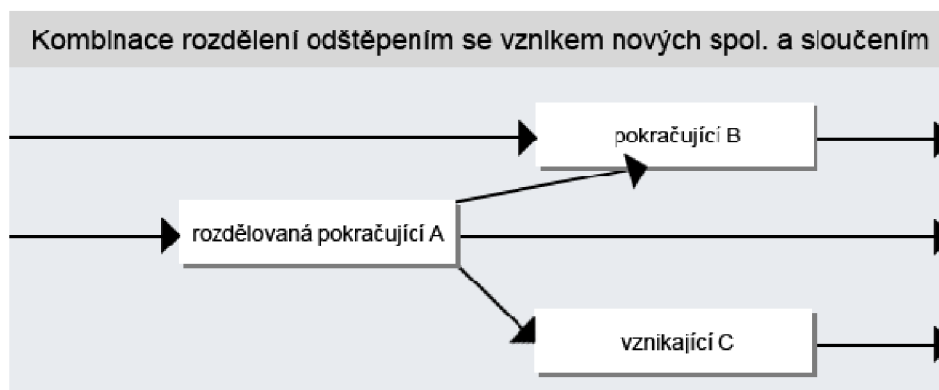 Kombinace rozdělení odštěpením se vznikem nových spol. a sloučením
pokračující B
rozdělovaná pokračující A
vznikající C